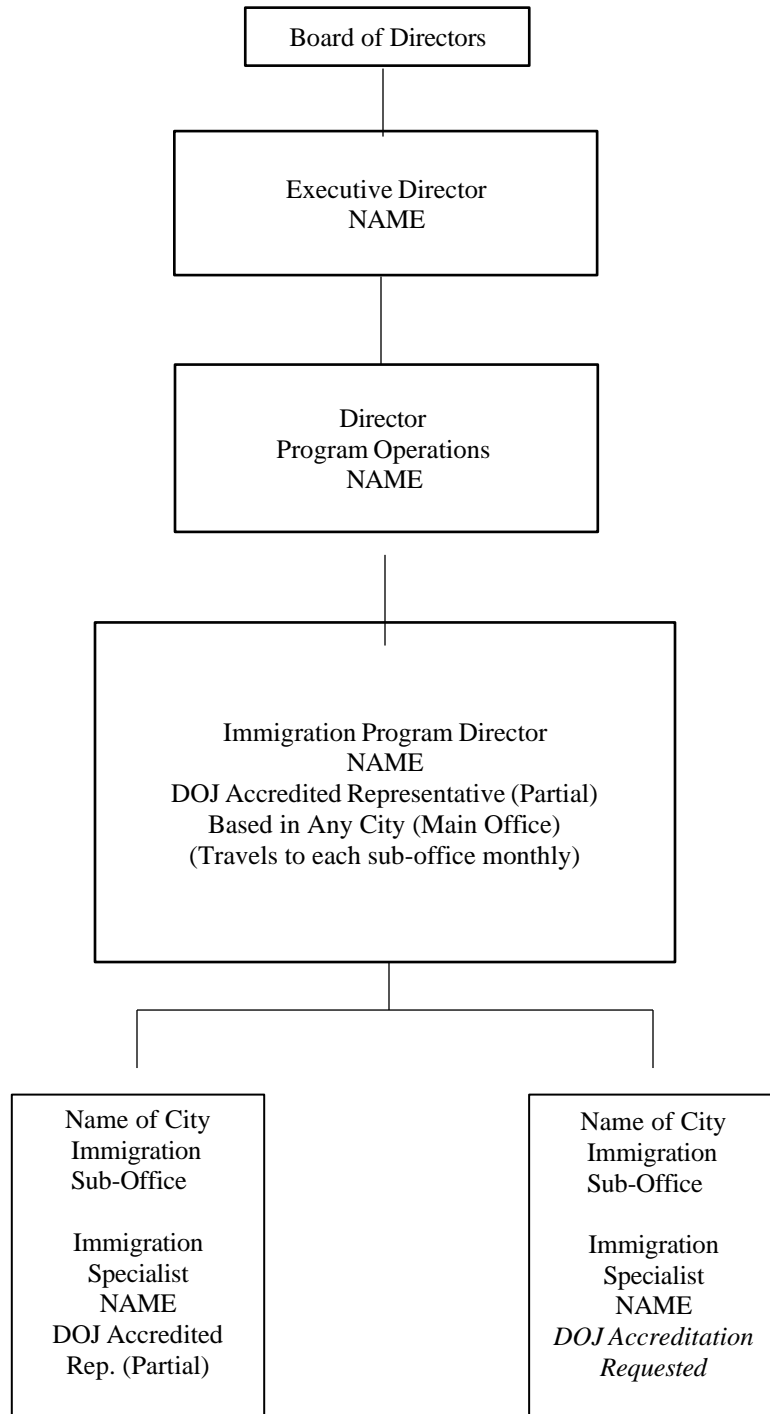 Board of Directors
Executive Director
NAME
Director
Program Operations
NAME
Immigration Program Director
NAME
DOJ Accredited Representative (Partial)
Based in Any City (Main Office)
(Travels to each sub-office monthly)
Name of City
Immigration
Sub-Office
Immigration
Specialist
NAME
DOJ Accredited
Rep. (Partial)
Name of City
Immigration
Sub-Office
Immigration
Specialist
NAME
DOJ Accreditation
Requested